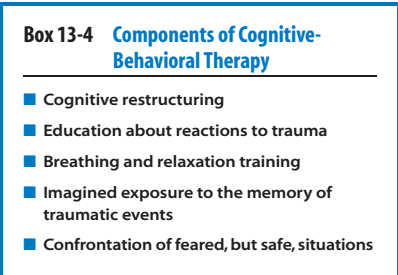 Box 13-4 Components of Cognitive-
Behavioral Therapy
■ Cognitive restructuring
■ Education about reactions to trauma
■ Breathing and relaxation training
■ Imagined exposure to the memory of
traumatic events
■ Confrontation of feared, but safe, situations